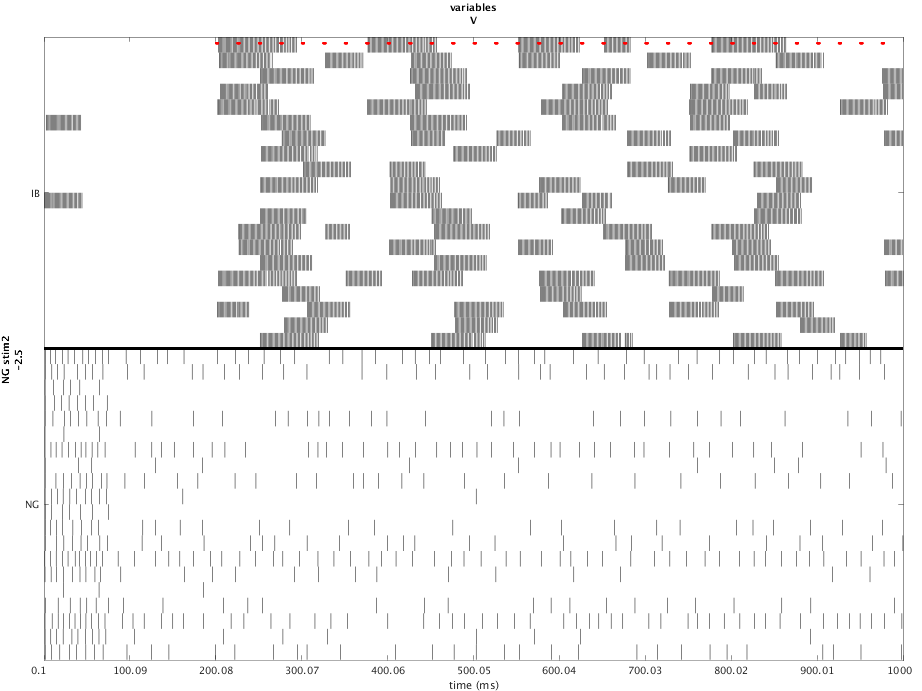 variables
V
IB
NG stim2
-2.5
NG
0.1
100.09
200.08
300.07
400.06
500.05
600.04
700.03
800.02
900.01
1000
time (ms)